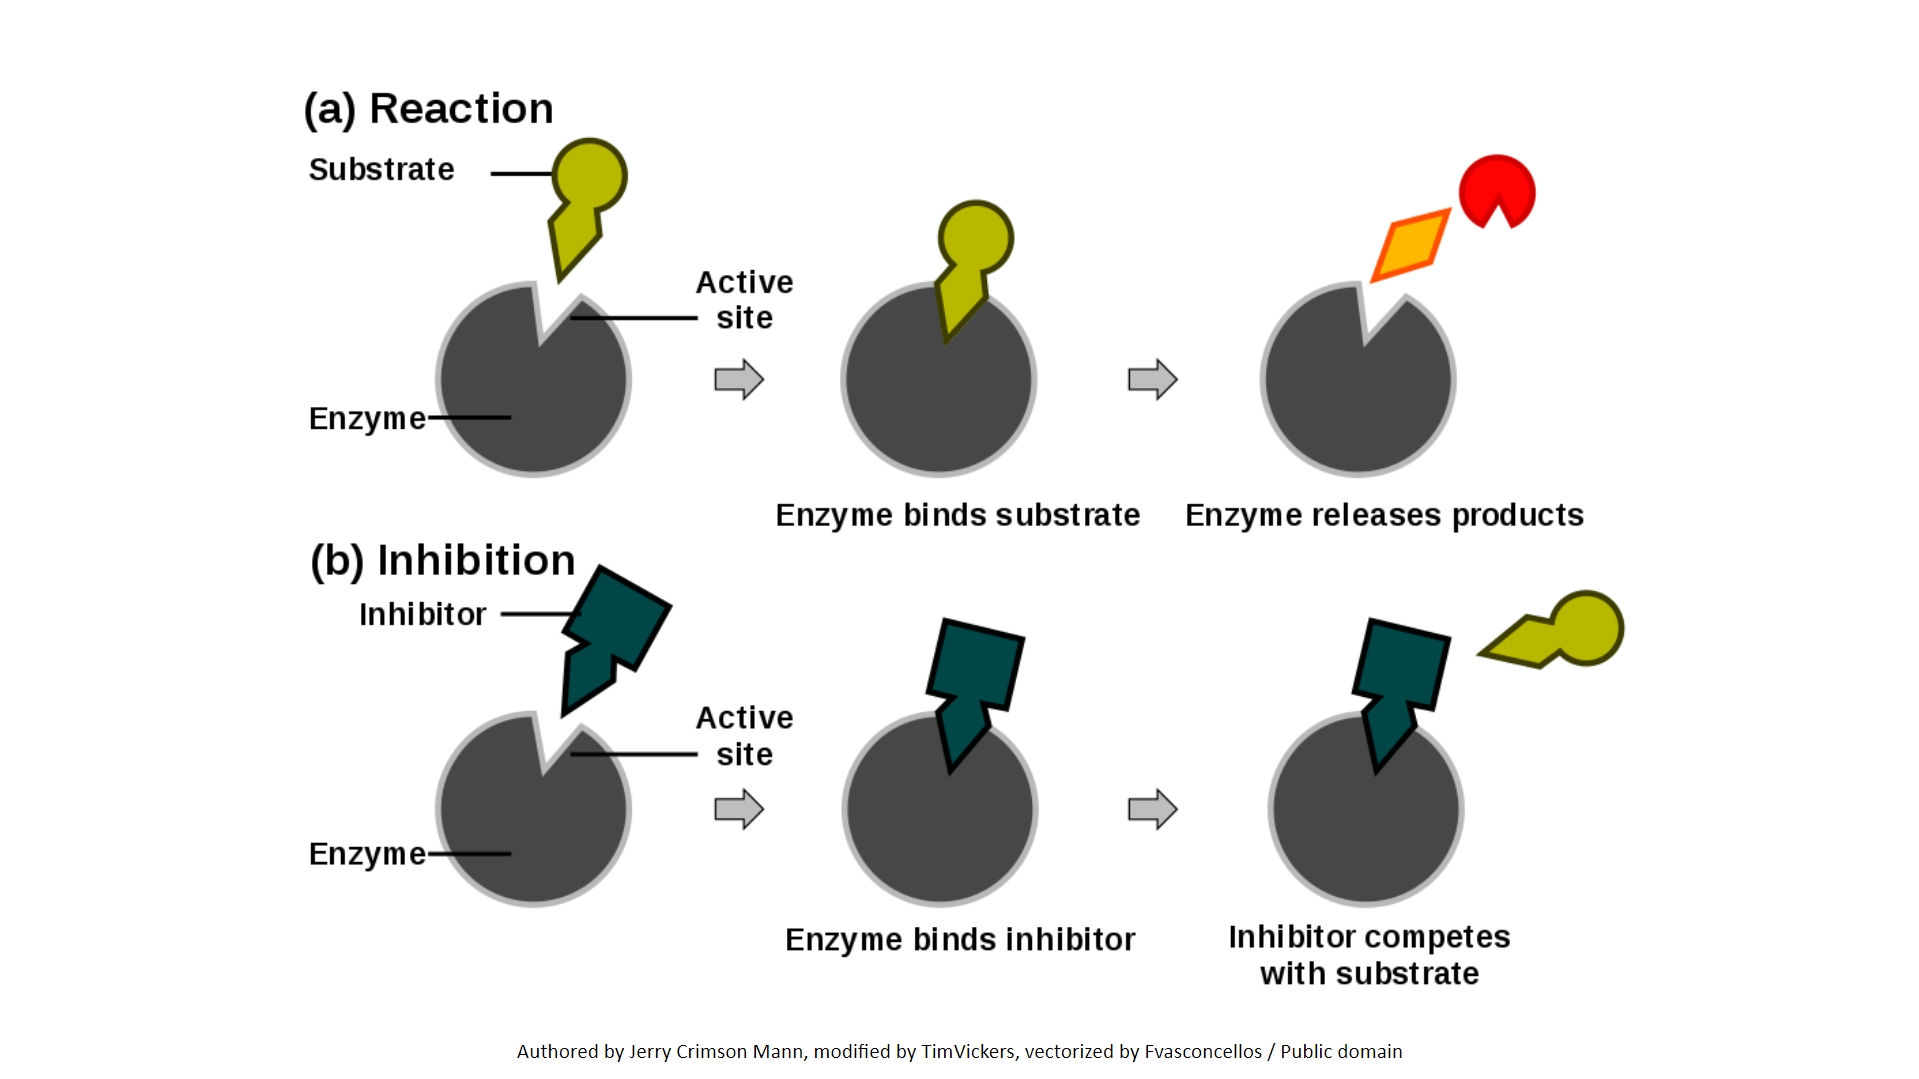 (a) Reaction
Substrate
Active
site
Enzyme
Enzyme binds substrate
Enzyme releases products
(b) Inhibition
Inhibitor
Active
site
Enzyme
Enzyme binds inhibitor
Inhibitor competes
with substrate
Authored by Jerry Crimson Mann, modified by TimVickers, vectorized by Fvasconcellos / Public domain